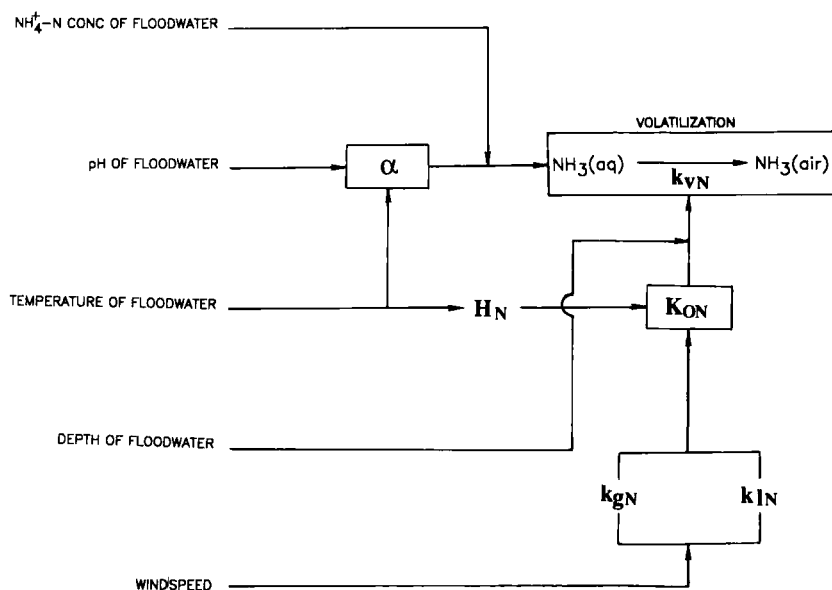 NH₄⁺–N CONC OF FLOODWATER
VOLATILIZATION
pH OF FLOODWATER
α
NH₃(aq)
NH₃(air)
kvN
TEMPERATURE OF FLOODWATER
HN
KON
DEPTH OF FLOODWATER
kgN
klN
WINDSPEED